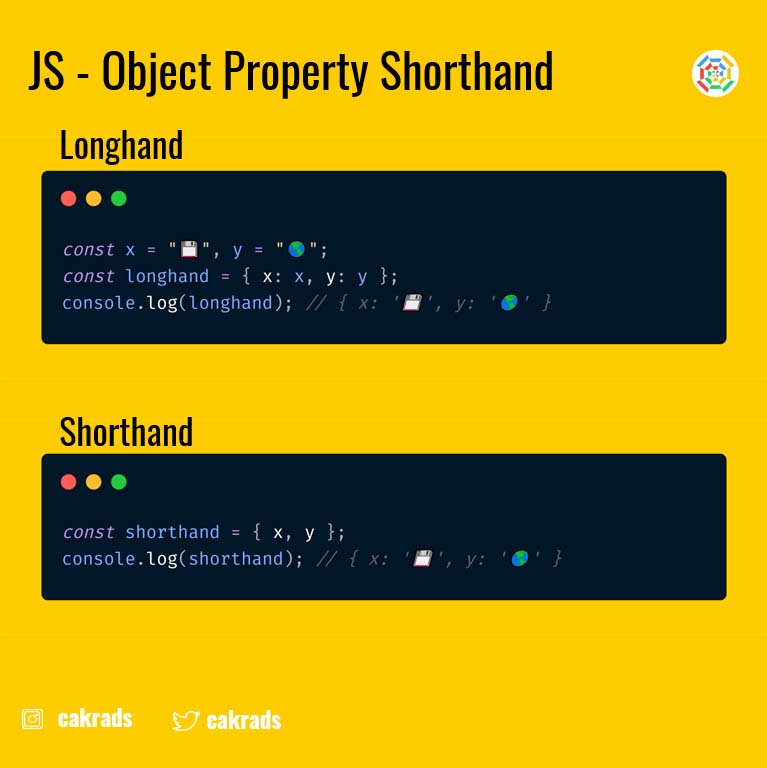 JS - Object Property Shorthand
Longhand
const x = "💾", y = "🌎";
const longhand = { x: x, y: y };
console.log(longhand); // { x: '💾', y: '🌎' }
Shorthand
const shorthand = { x, y };
console.log(shorthand); // { x: '💾', y: '🌎' }
cakrads cakrads